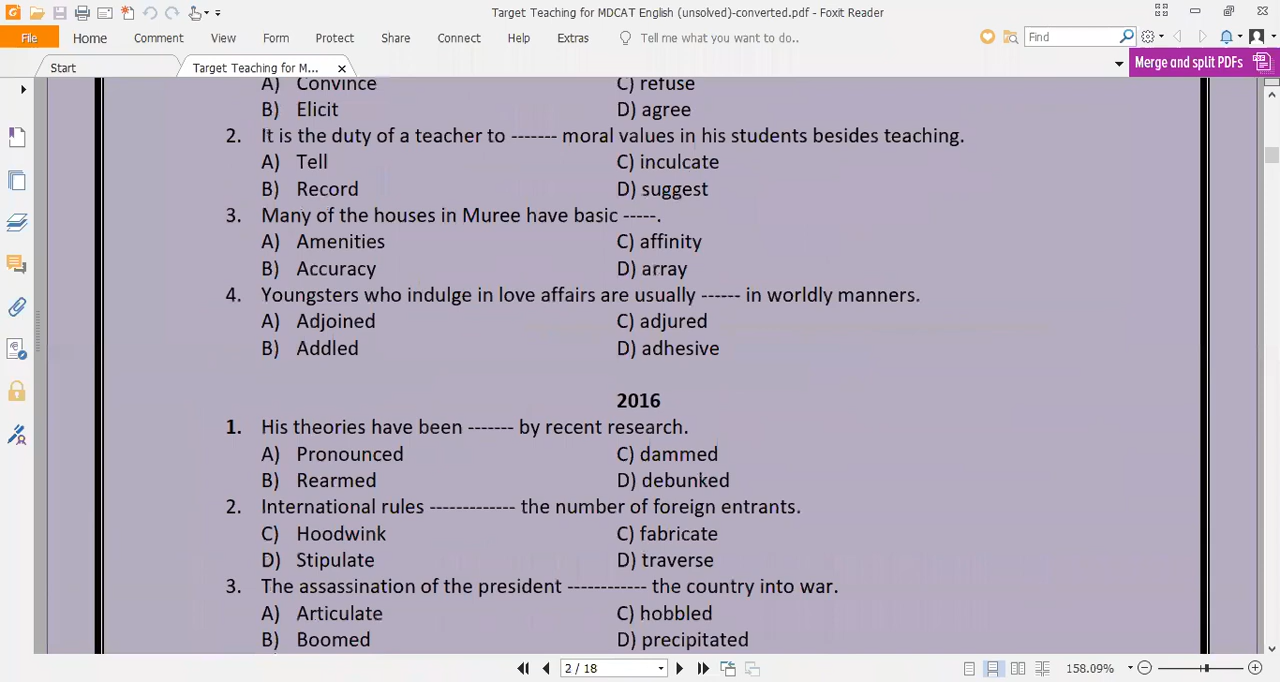 Target Teaching for MDCAT English (unsolved)-converted.pdf - Foxit Reader
File Home Comment View Form Protect Share Connect Help Extras Tell me what you want to do.. Find
Start Target Teaching for M... Merge and split PDFs
A) Convince C) refuse
B) Elicit D) agree
2. It is the duty of a teacher to ------- moral values in his students besides teaching.
A) Tell C) inculcate
B) Record D) suggest
3. Many of the houses in Muree have basic -----.
A) Amenities C) affinity
B) Accuracy D) array
4. Youngsters who indulge in love affairs are usually ------ in worldly manners.
A) Adjoined C) adjured
B) Addled D) adhesive
2016
1. His theories have been ------- by recent research.
A) Pronounced C) dammed
B) Rearmed D) debunked
2. International rules ------------- the number of foreign entrants.
C) Hoodwink C) fabricate
D) Stipulate D) traverse
3. The assassination of the president ------------ the country into war.
A) Articulate C) hobbled
B) Boomed D) precipitated
2 / 18 158.09%